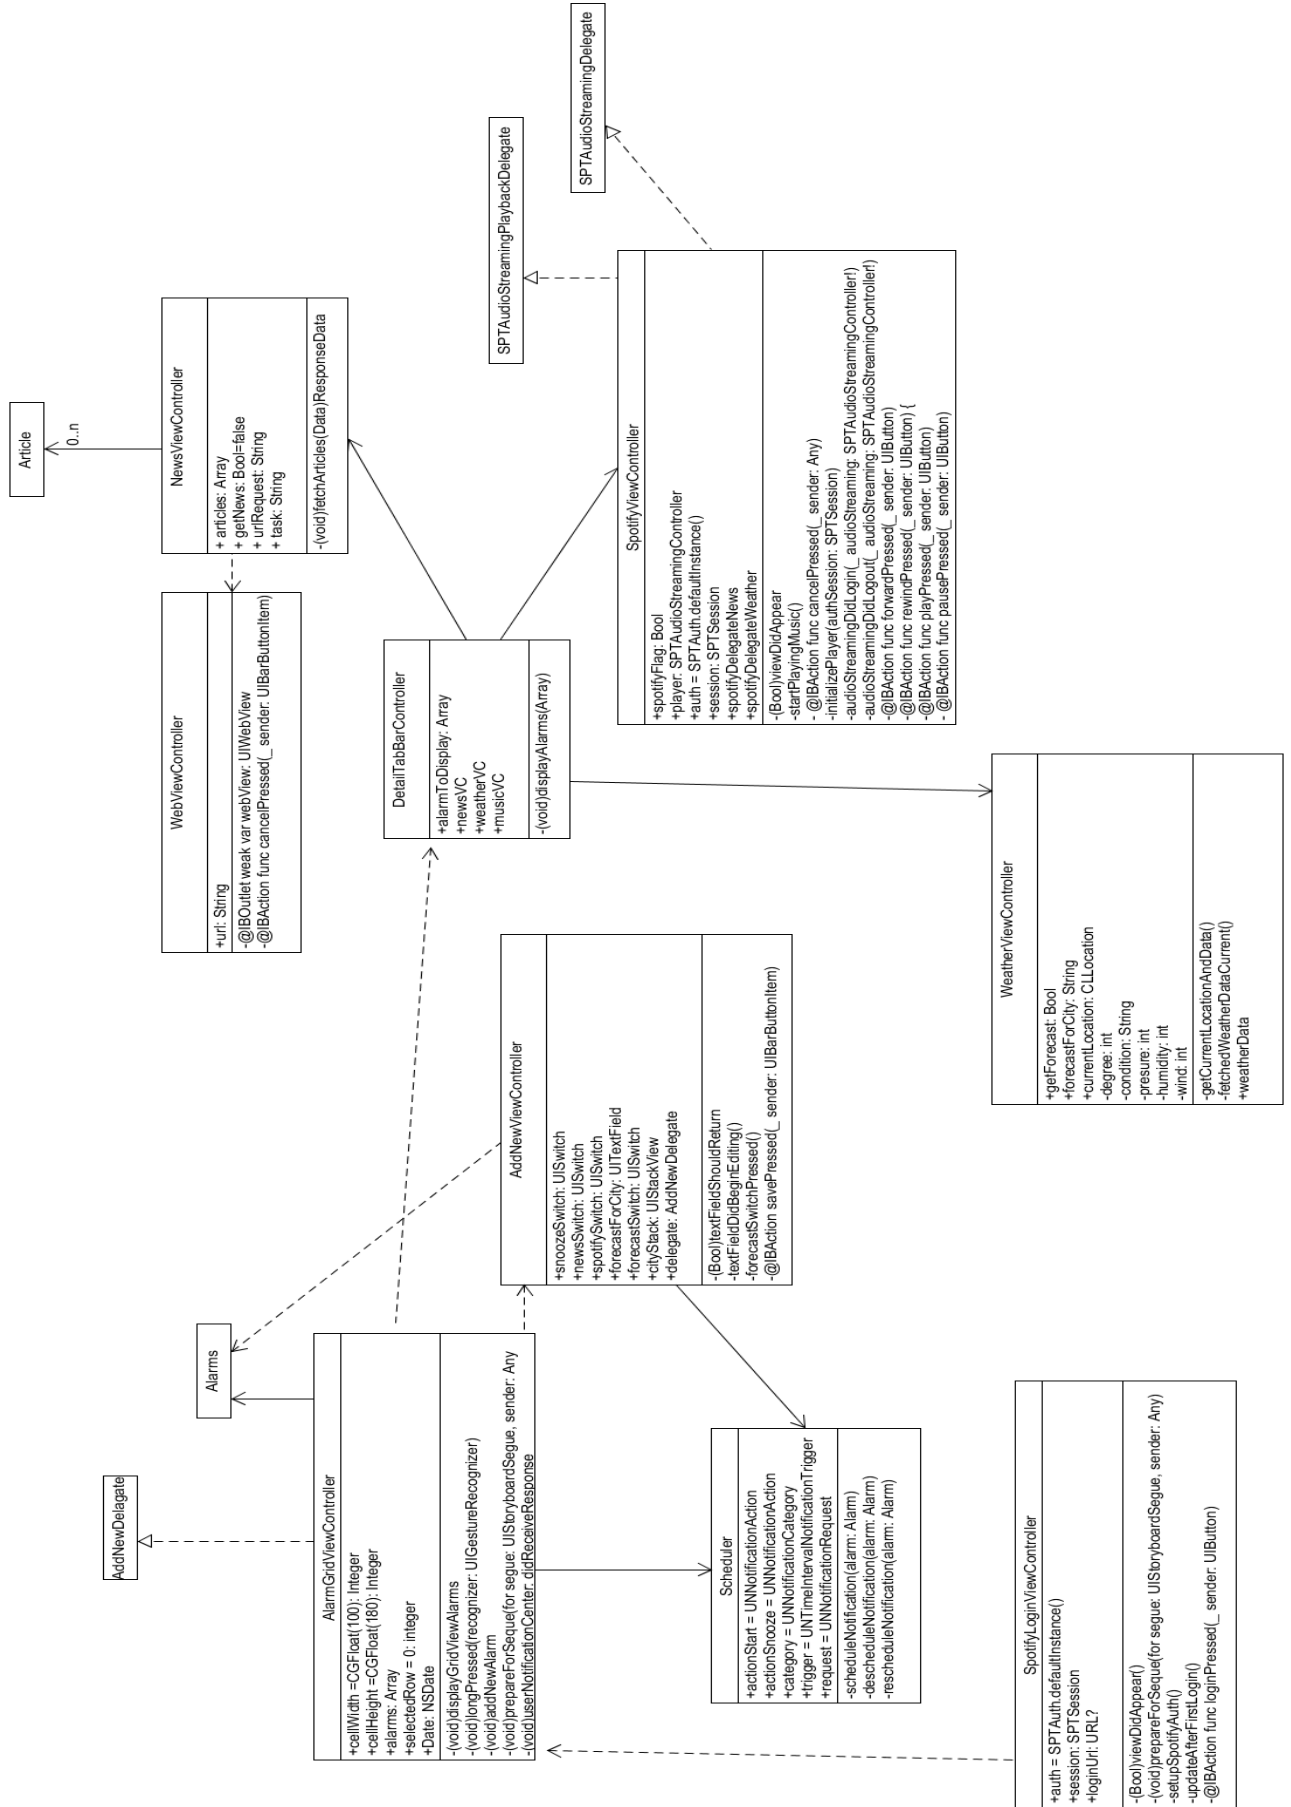 AddNewDelagate
Alarms
Article
0..n
AlarmGridViewController
+cellWidth =CGFloat(100): Integer
+cellHeight =CGFloat(180): Integer
+alarms: Array
+selectedRow = 0: integer
+Date: NSDate
-(void)displayGridViewAlarms
-(void)longPressed(recognizer: UIGestureRecognizer)
-(void)addNewAlarm
-(void)prepareForSeque(for segue: UIStoryboardSegue, sender: Any
-(void)userNotificationCenter: didReceiveResponse
WebViewController
+url: String
-@IBOutlet weak var webView: UIWebView
-@IBAction func cancelPressed(_ sender: UIBarButtonItem)
NewsViewController
+ articles: Array
+ getNews: Bool=false
+ urlRequest: String
+ task: String
-(void)fetchArticles(Data)ResponseData
DetailTabBarController
+alarmToDisplay: Array
+newsVC
+weatherVC
+musicVC
-(void)displayAlarms(Array)
SPTAudioStreamingPlaybackDelegate
SPTAudioStreamingDelegate
AddNewViewController
+snoozeSwitch: UISwitch
+newsSwitch: UISwitch
+spotifySwitch: UISwitch
+forecastForCity: UITextField
+forecastSwitch: UISwitch
+cityStack: UIStackView
+delegate: AddNewDelegate
-(Bool)textFieldShouldReturn
-textFieldDidBeginEditing()
-forecastSwitchPressed()
-@IBAction savePressed(_ sender: UIBarButtonItem)
SpotifyViewController
+spotifyFlag: Bool
+player: SPTAudioStreamingController
+auth = SPTAuth.defaultInstance()
+session: SPTSession
+spotifyDelegateNews
+spotifyDelegateWeather
-(Bool)viewDidAppear
-startPlayingMusic()
- @IBAction func cancelPressed(_ sender: Any)
-initializePlayer(authSession: SPTSession)
-audioStreamingDidLogin(_ audioStreaming: SPTAudioStreamingController!)
-audioStreamingDidLogout(_ audioStreaming: SPTAudioStreamingController!)
-@IBAction func forwardPressed(_ sender: UIButton)
-@IBAction func rewindPressed(_ sender: UIButton) {
-@IBAction func playPressed(_ sender: UIButton)
- @IBAction func pausePressed(_ sender: UIButton)
Scheduler
+actionStart = UNNotificationAction
+actionSnooze = UNNotificationAction
+category = UNNotificationCategory
+trigger = UNTimeIntervalNotificationTrigger
+request = UNNotificationRequest
-scheduleNotification(alarm: Alarm)
-descheduleNotification(alarm: Alarm)
-rescheduleNotification(alarm: Alarm)
SpotifyLoginViewController
+auth = SPTAuth.defaultInstance()
+session: SPTSession
+loginUrl: URL?
-(Bool)viewDidAppear()
-(void)prepareForSeque(for segue: UIStoryboardSegue, sender: Any)
-setupSpotifyAuth()
-updateAfterFirstLogin()
-@IBAction func loginPressed(_ sender: UIButton)
WeatherViewController
+getForecast: Bool
+forecastForCity: String
+currentLocation: CLLocation
-degree: int
-condition: String
-presure: int
-humidity: int
-wind: int
-getCurrentLocationAndData()
-fetchedWeatherDataCurrent()
+weatherData